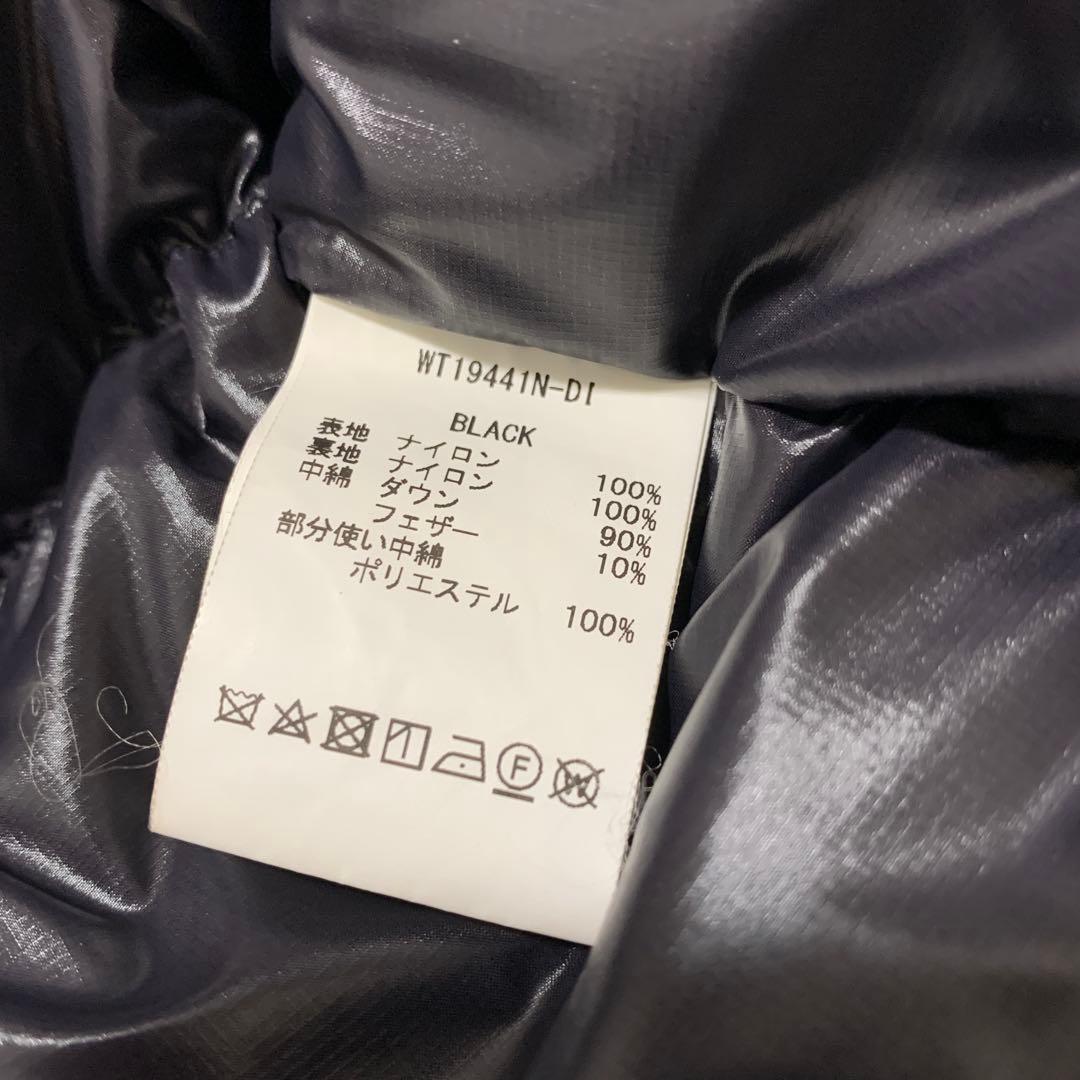 WT19441N-DI
BLACK
表地 ナイロン 100%
裏地 ナイロン 100%
中綿 ダウン 90%
フェザー 10%
部分使い中綿
ポリエステル 100%
F
W